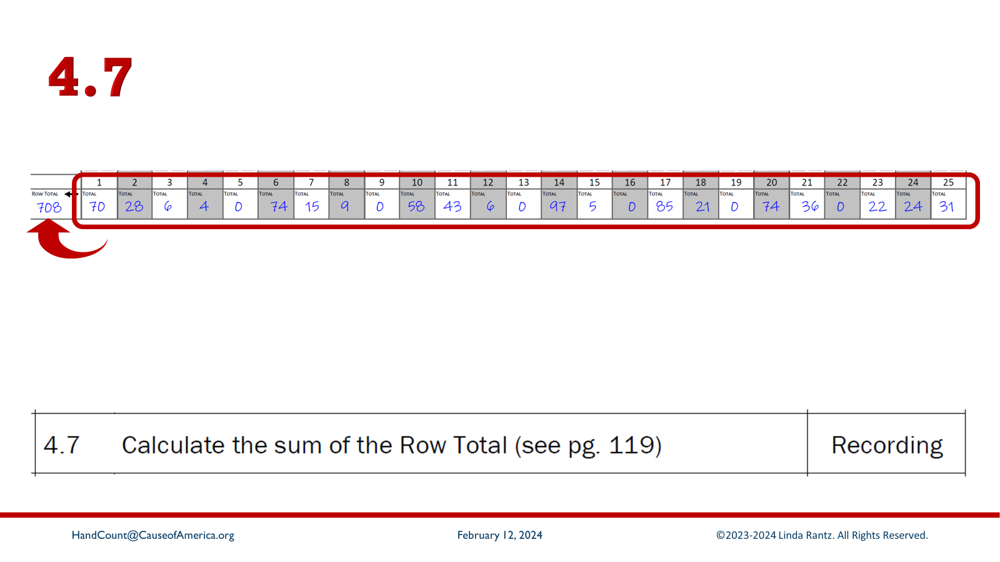 4.7
1 2 3 4 5 6 7 8 9 10 11 12 13 14 15 16 17 18 19 20 21 22 23 24 25
Row Total Total Total Total Total Total Total Total Total Total Total Total Total Total Total Total Total Total Total Total Total Total Total Total Total Total
708 70 28 6 4 0 74 15 9 0 58 43 6 0 97 5 0 85 21 0 74 36 0 22 24 31
4.7 Calculate the sum of the Row Total (see pg. 119) Recording
HandCount@CauseofAmerica.org February 12, 2024 ©2023-2024 Linda Rantz. All Rights Reserved.